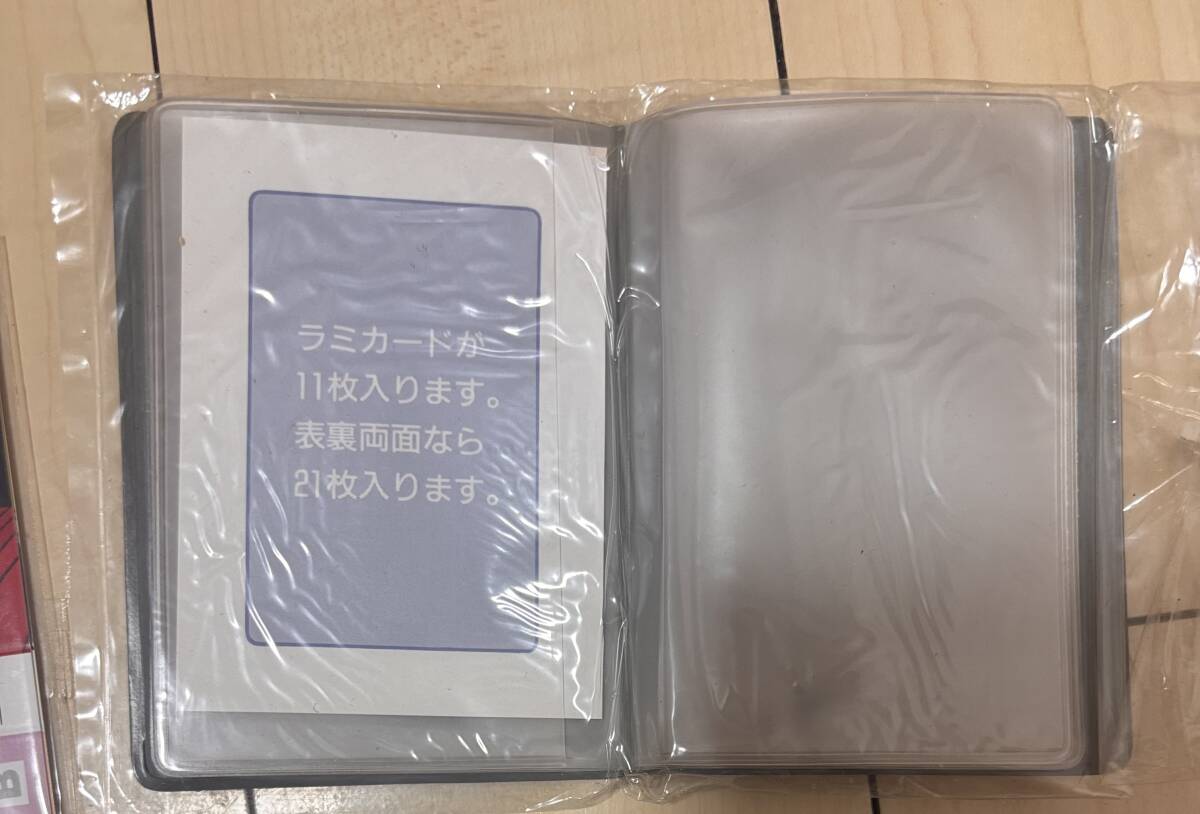 ラミカードが
11枚入ります。
表裏両面なら
21枚入ります。